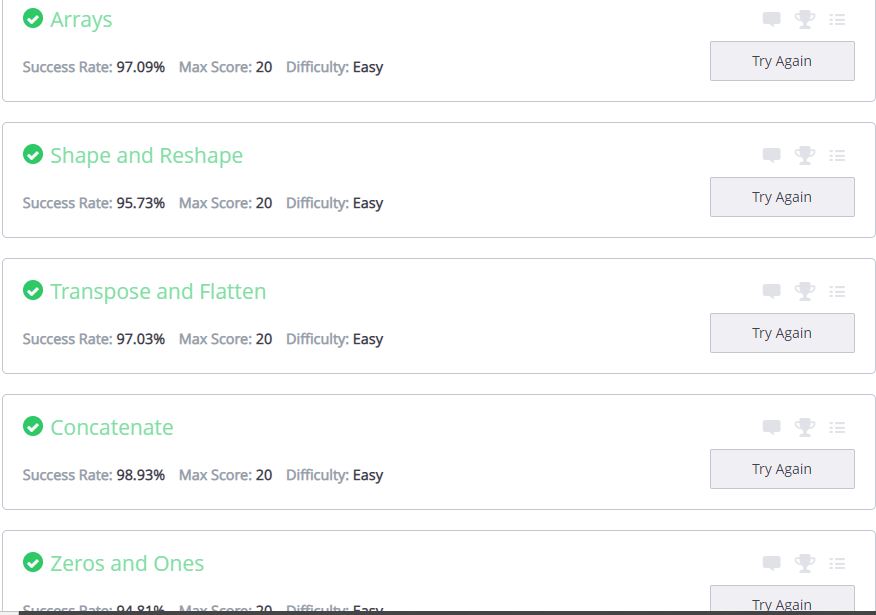 Arrays
Success Rate: 97.09% Max Score: 20 Difficulty: Easy
Try Again
Shape and Reshape
Success Rate: 95.73% Max Score: 20 Difficulty: Easy
Try Again
Transpose and Flatten
Success Rate: 97.03% Max Score: 20 Difficulty: Easy
Try Again
Concatenate
Success Rate: 98.93% Max Score: 20 Difficulty: Easy
Try Again
Zeros and Ones
Success Rate: 94.81% Max Score: 20 Difficulty: Easy
Try Again